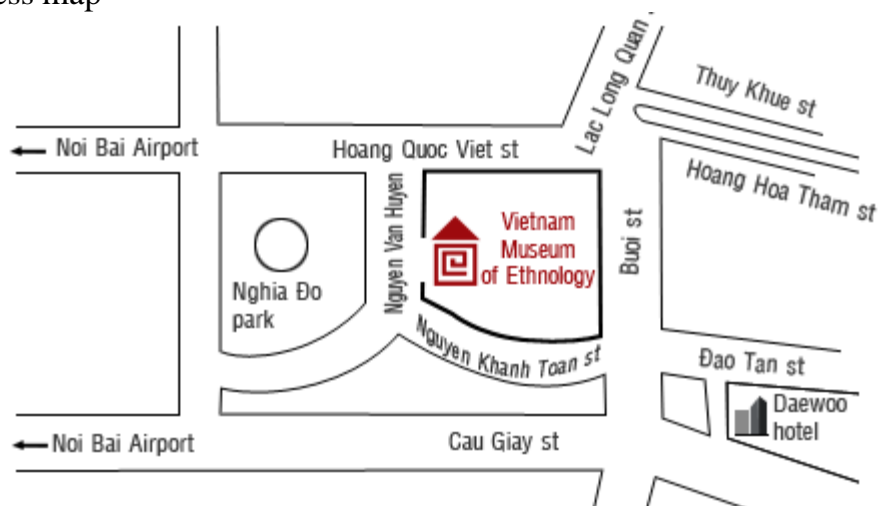 ess map
Lac Long Quan
Thuy Khue st
Noi Bai Airport
Hoang Quoc Viet st
Hoang Hoa Tham st
Nguyen Van Huyen
Vietnam
Museum
of Ethnology
Buoi st
Nghia Đo
park
Nguyen Khanh Toan st
Đao Tan st
Daewoo
hotel
Noi Bai Airport
Cau Giay st